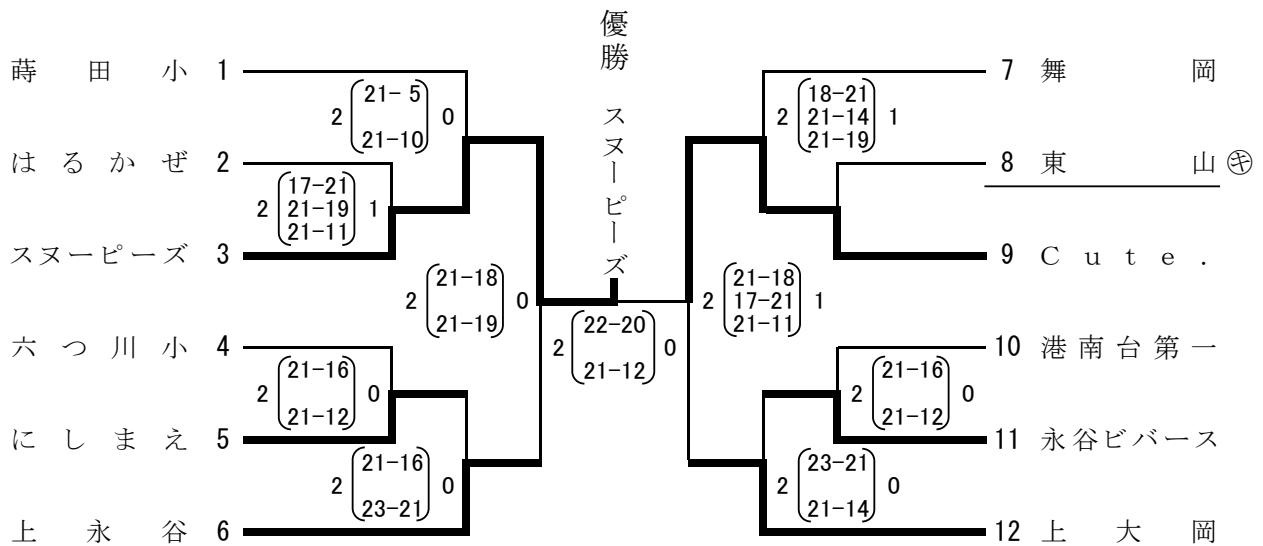 優勝 スヌーピーズ
蒔田小 1
2 21- 5 0
21-10
はるかぜ 2
17-21
2 21-19 1
21-11
スヌーピーズ 3
21-18
2 0
21-19
六つ川小 4
21-16
2 0
21-12
にしまえ 5
21-16
2 0
23-21
上永谷 6
22-20
2 0
21-12
7 舞岡
18-21
2 21-14 1
21-19
8 東山 ㋖
9 Cute.
21-18
2 17-21 1
21-11
10 港南台第一
21-16
2 0
21-12
11 永谷ビバース
23-21
2 0
21-14
12 上大岡